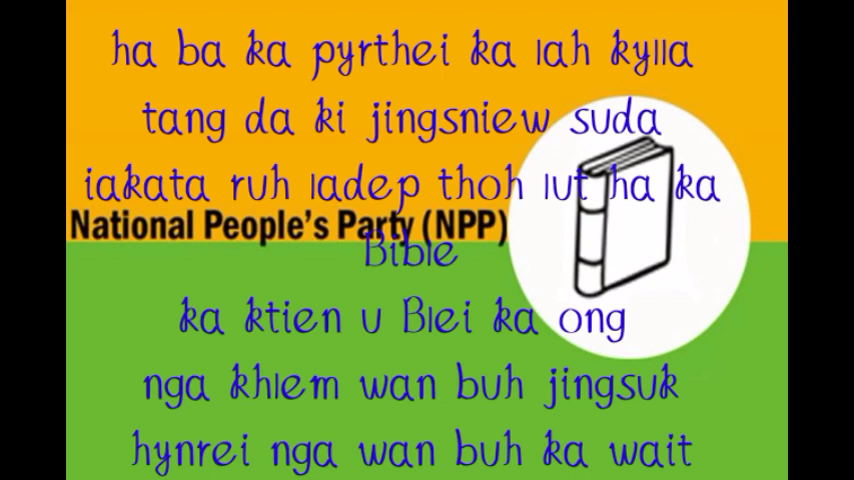 ha ba ka pyrthei ka lah kylla
tang da ki jingsniew suda
iakata ruh ladep thoh lut ha ka
National People's Party (NPP)
Bible
ka ktien u Blei ka ong
nga khlem wan buh jingsuk
hynrei nga wan buh ka wait